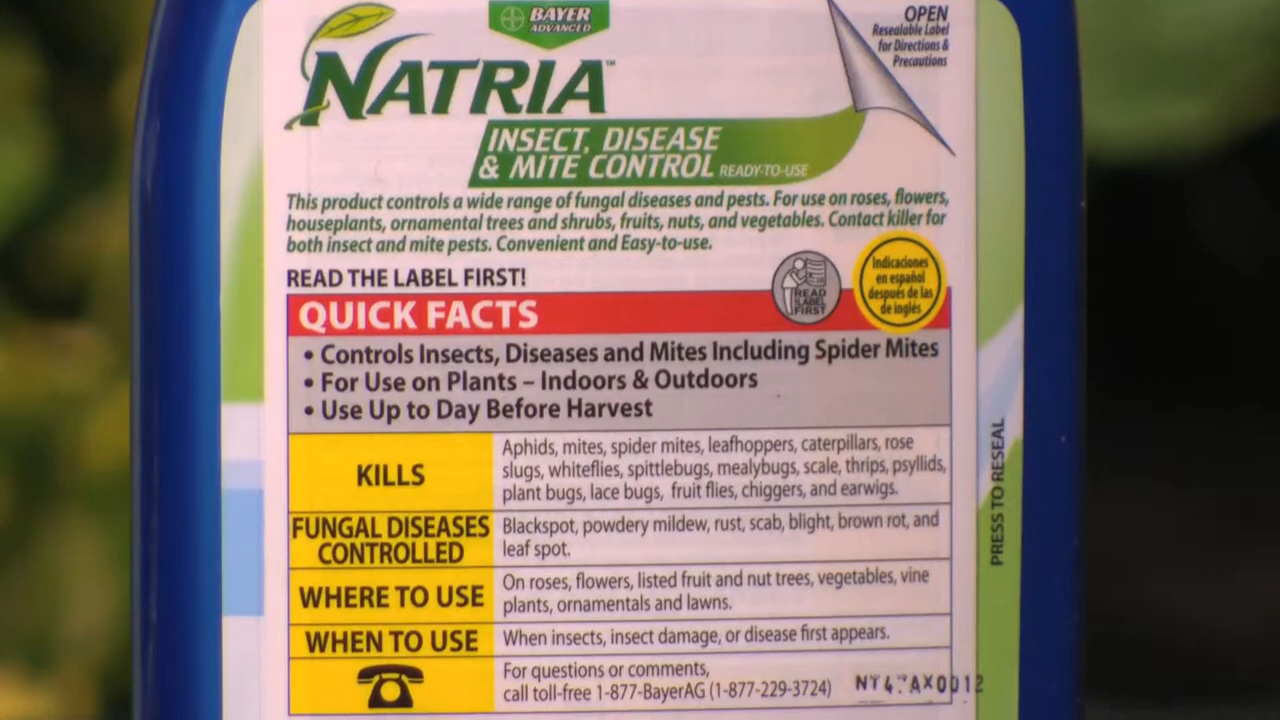 BAYER
ADVANCED
OPEN
Resealable Label
for Directions &
Precautions
NATRIA™
INSECT, DISEASE
& MITE CONTROL READY-TO-USE
This product controls a wide range of fungal diseases and pests. For use on roses, flowers,
houseplants, ornamental trees and shrubs, fruits, nuts, and vegetables. Contact killer for
both insect and mite pests. Convenient and Easy-to-use.
READ THE LABEL FIRST!
READ
LABEL
FIRST
Indicaciones
en español
después de las
de inglés
QUICK FACTS
• Controls Insects, Diseases and Mites Including Spider Mites
• For Use on Plants – Indoors & Outdoors
• Use Up to Day Before Harvest
KILLS
Aphids, mites, spider mites, leafhoppers, caterpillars, rose
slugs, whiteflies, spittlebugs, mealybugs, scale, thrips, psyllids,
plant bugs, lace bugs, fruit flies, chiggers, and earwigs.
FUNGAL DISEASES
CONTROLLED
Blackspot, powdery mildew, rust, scab, blight, brown rot, and
leaf spot.
WHERE TO USE
On roses, flowers, listed fruit and nut trees, vegetables, vine
plants, ornamentals and lawns.
WHEN TO USE
When insects, insect damage, or disease first appears.
For questions or comments,
call toll-free 1-877-BayerAG (1-877-229-3724)
PRESS TO RESEAL